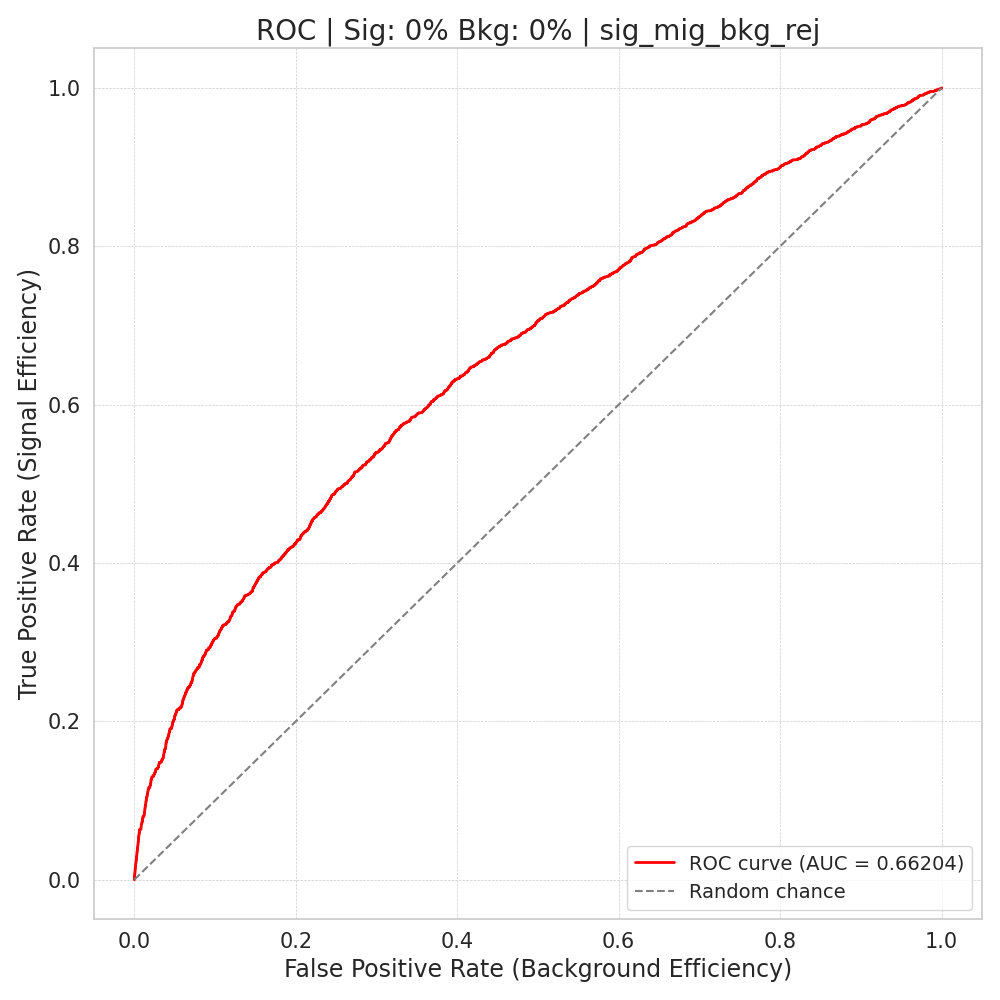 ROC | Sig: 0% Bkg: 0% | sig_mig_bkg_rej
True Positive Rate (Signal Efficiency)
1.0
0.8
0.6
0.4
0.2
0.0
ROC curve (AUC = 0.66204)
Random chance
0.0 0.2 0.4 0.6 0.8 1.0
False Positive Rate (Background Efficiency)